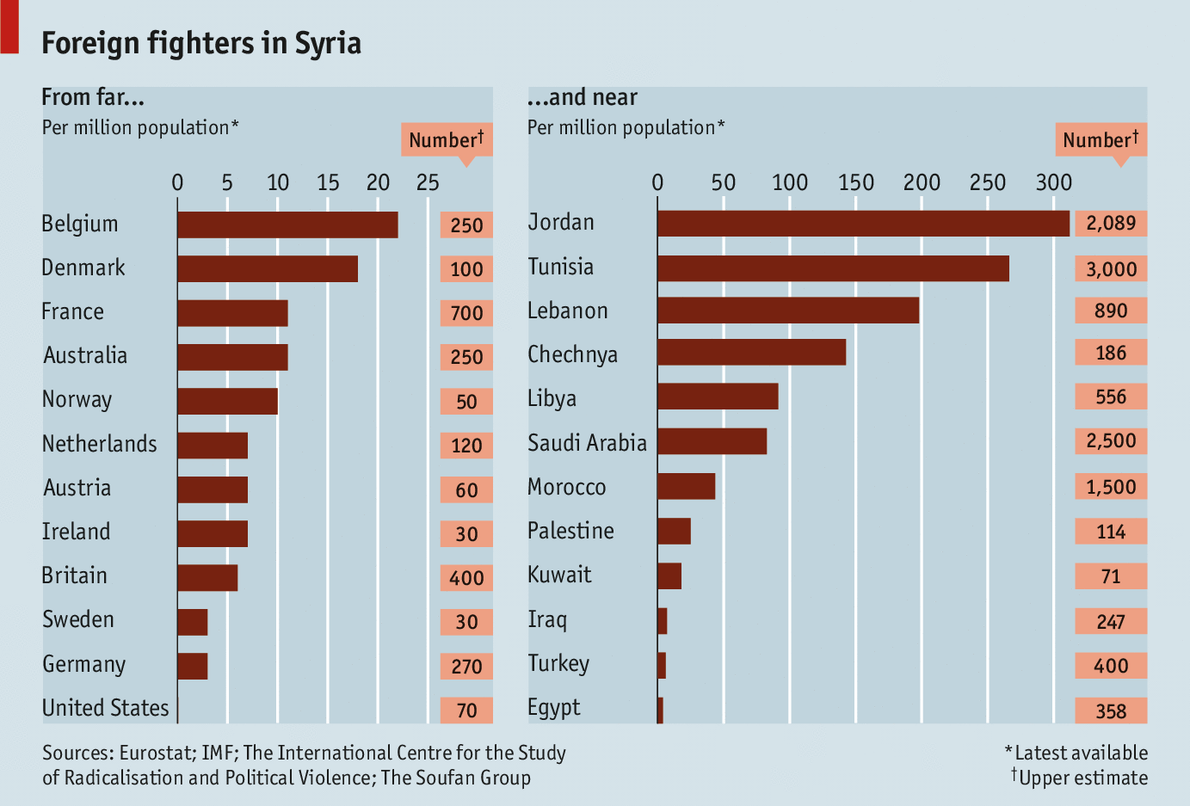 Foreign fighters in Syria
From far...
Per million population*
Number†
0 5 10 15 20 25
Belgium 250
Denmark 100
France 700
Australia 250
Norway 50
Netherlands 120
Austria 60
Ireland 30
Britain 400
Sweden 30
Germany 270
United States 70
...and near
Per million population*
Number†
0 50 100 150 200 250 300
Jordan 2,089
Tunisia 3,000
Lebanon 890
Chechnya 186
Libya 556
Saudi Arabia 2,500
Morocco 1,500
Palestine 114
Kuwait 71
Iraq 247
Turkey 400
Egypt 358
Sources: Eurostat; IMF; The International Centre for the Study
of Radicalisation and Political Violence; The Soufan Group
*Latest available
†Upper estimate